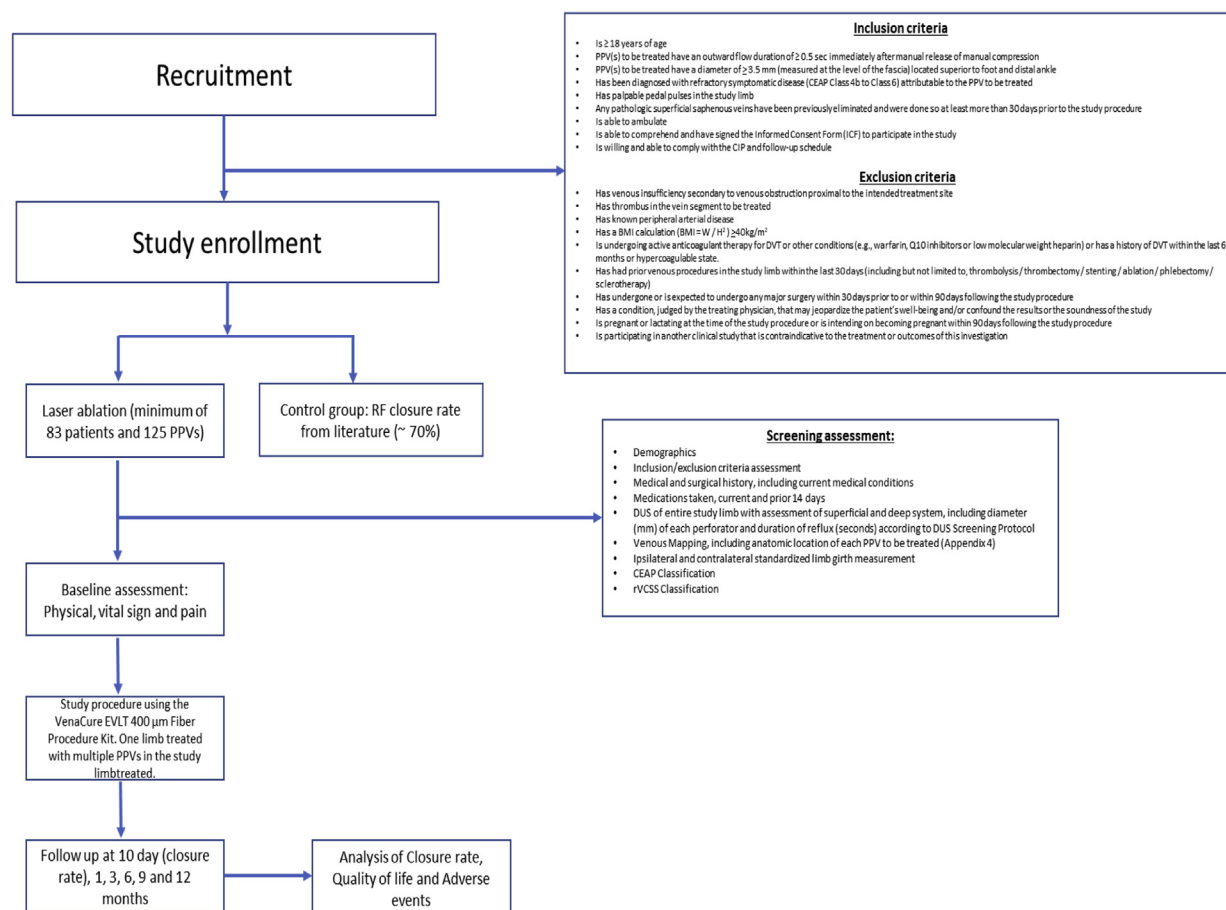 Recruitment
Inclusion criteria
• Is ≥ 18 years of age
• PPV(s) to be treated have an outward flow duration of ≥ 0.5 sec immediately after manual release of manual compression
• PPV(s) to be treated have a diameter of ≥3.5 mm (measured at the level of the fascia) located superior to foot and distal ankle
• Has been diagnosed with refractory symptomatic disease (CEAP Class 4b to Class 6) attributable to the PPV to be treated
• Has palpable pedal pulses in the study limb
• Any pathologic superficial saphenous veins have been previously eliminated and were done so at least more than 30 days prior to the study procedure
• Is able to ambulate
• Is able to comprehend and have signed the Informed Consent Form (ICF) to participate in the study
• Is willing and able to comply with the CIP and follow-up schedule
Exclusion criteria
• Has venous insufficiency secondary to venous obstruction proximal to the intended treatment site
• Has thrombus in the vein segment to be treated
• Has known peripheral arterial disease
• Has a BMI calculation (BMI = W / H² ) ≥40kg/m²
• Is undergoing active anticoagulant therapy for DVT or other conditions (e.g., warfarin, Q10 inhibitors or low molecular weight heparin) or has a history of DVT within the last 6
months or hypercoagulable state.
• Has had prior venous procedures in the study limb within the last 30 days (including but not limited to, thrombolysis / thrombectomy / stenting / ablation / phlebectomy /
sclerotherapy)
• Has undergone or is expected to undergo any major surgery within 30 days prior to or within 90 days following the study procedure
• Has a condition, judged by the treating physician, that may jeopardize the patient's well-being and/or confound the results or the soundness of the study
• Is pregnant or lactating at the time of the study procedure or is intending on becoming pregnant within 90 days following the study procedure
• Is participating in another clinical study that is contraindicative to the treatment or outcomes of this investigation
Study enrollment
Laser ablation (minimum of
83 patients and 125 PPVs)
Control group: RF closure rate
from literature (~ 70%)
Screening assessment:
• Demographics
• Inclusion/exclusion criteria assessment
• Medical and surgical history, including current medical conditions
• Medications taken, current and prior 14 days
• DUS of entire study limb with assessment of superficial and deep system, including diameter
(mm) of each perforator and duration of reflux (seconds) according to DUS Screening Protocol
• Venous Mapping, including anatomic location of each PPV to be treated (Appendix 4)
• Ipsilateral and contralateral standardized limb girth measurement
• CEAP Classification
• rVCSS Classification
Baseline assessment:
Physical, vital sign and pain
Study procedure using the
VenaCure EVLT 400 µm Fiber
Procedure Kit. One limb treated
with multiple PPVs in the study
limbtreated.
Follow up at 10 day (closure
rate), 1, 3, 6, 9 and 12
months
Analysis of Closure rate,
Quality of life and Adverse
events